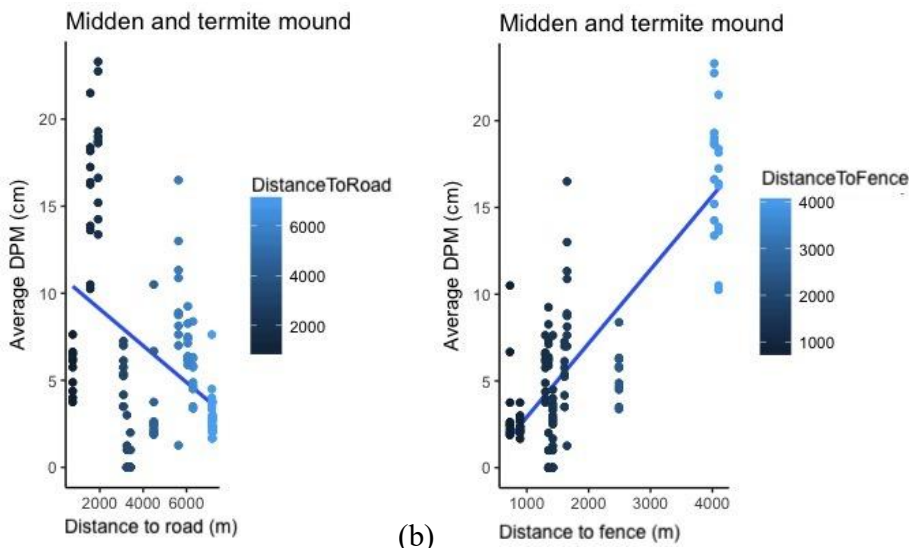 Midden and termite mound
Average DPM (cm)
20
15
10
5
0
2000 4000 6000
Distance to road (m)
DistanceToRoad
6000
4000
2000
(b)
Midden and termite mound
Average DPM (cm)
20
15
10
5
0
1000 2000 3000 4000
Distance to fence (m)
DistanceToFence
4000
3000
2000
1000